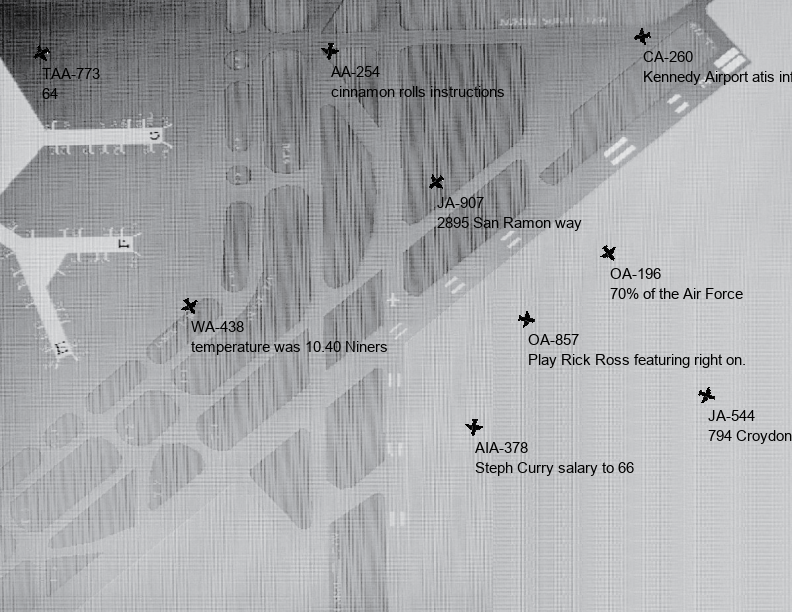 CA-260
Kennedy Airport atis inf
AA-254
cinnamon rolls instructions
TAA-773
64
JA-907
2895 San Ramon way
OA-196
70% of the Air Force
WA-438
temperature was 10.40 Niners
OA-857
Play Rick Ross featuring right on.
JA-544
794 Croydon
AIA-378
Steph Curry salary to 66